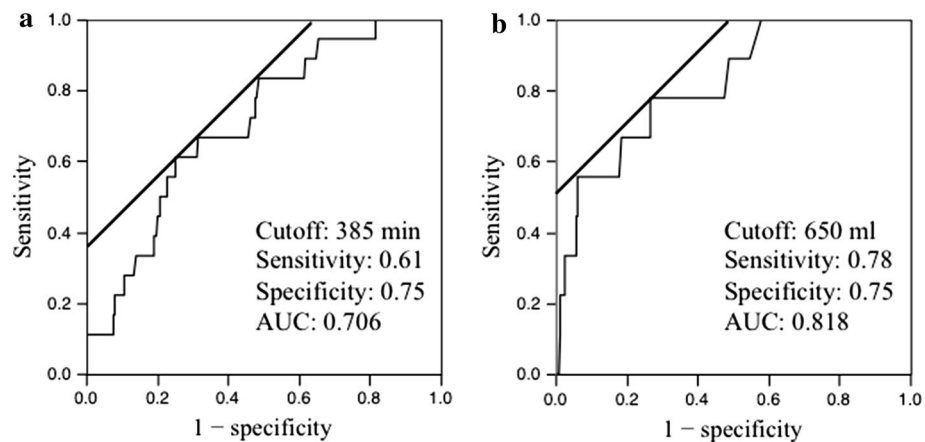 a
Sensitivity
1.0
0.8
0.6
0.4
0.2
0.0
Cutoff: 385 min
Sensitivity: 0.61
Specificity: 0.75
AUC: 0.706
0.0 0.2 0.4 0.6 0.8 1.0
1 − specificity
b
Sensitivity
1.0
0.8
0.6
0.4
0.2
0.0
Cutoff: 650 ml
Sensitivity: 0.78
Specificity: 0.75
AUC: 0.818
0.0 0.2 0.4 0.6 0.8 1.0
1 − specificity